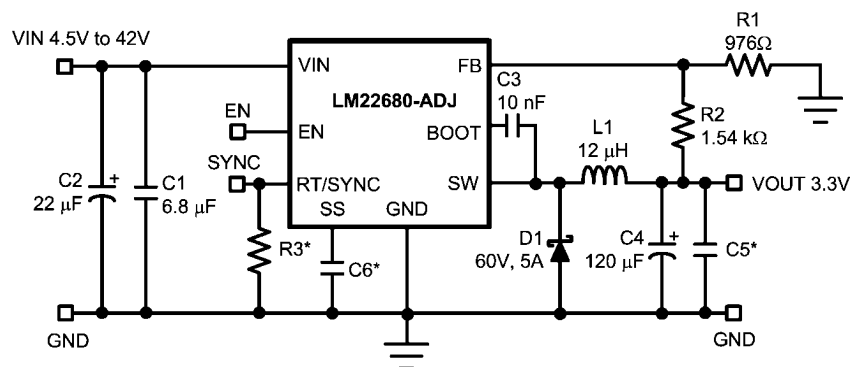 VIN 4.5V to 42V
VIN
FB
R1
976Ω
LM22680-ADJ
C3
10 nF
R2
1.54 kΩ
EN
EN
BOOT
L1
12 µH
SYNC
RT/SYNC
SW
VOUT 3.3V
C2
+
22 µF
C1
6.8 µF
SS
GND
R3*
C6*
D1
60V, 5A
C4
+
120 µF
C5*
GND
GND